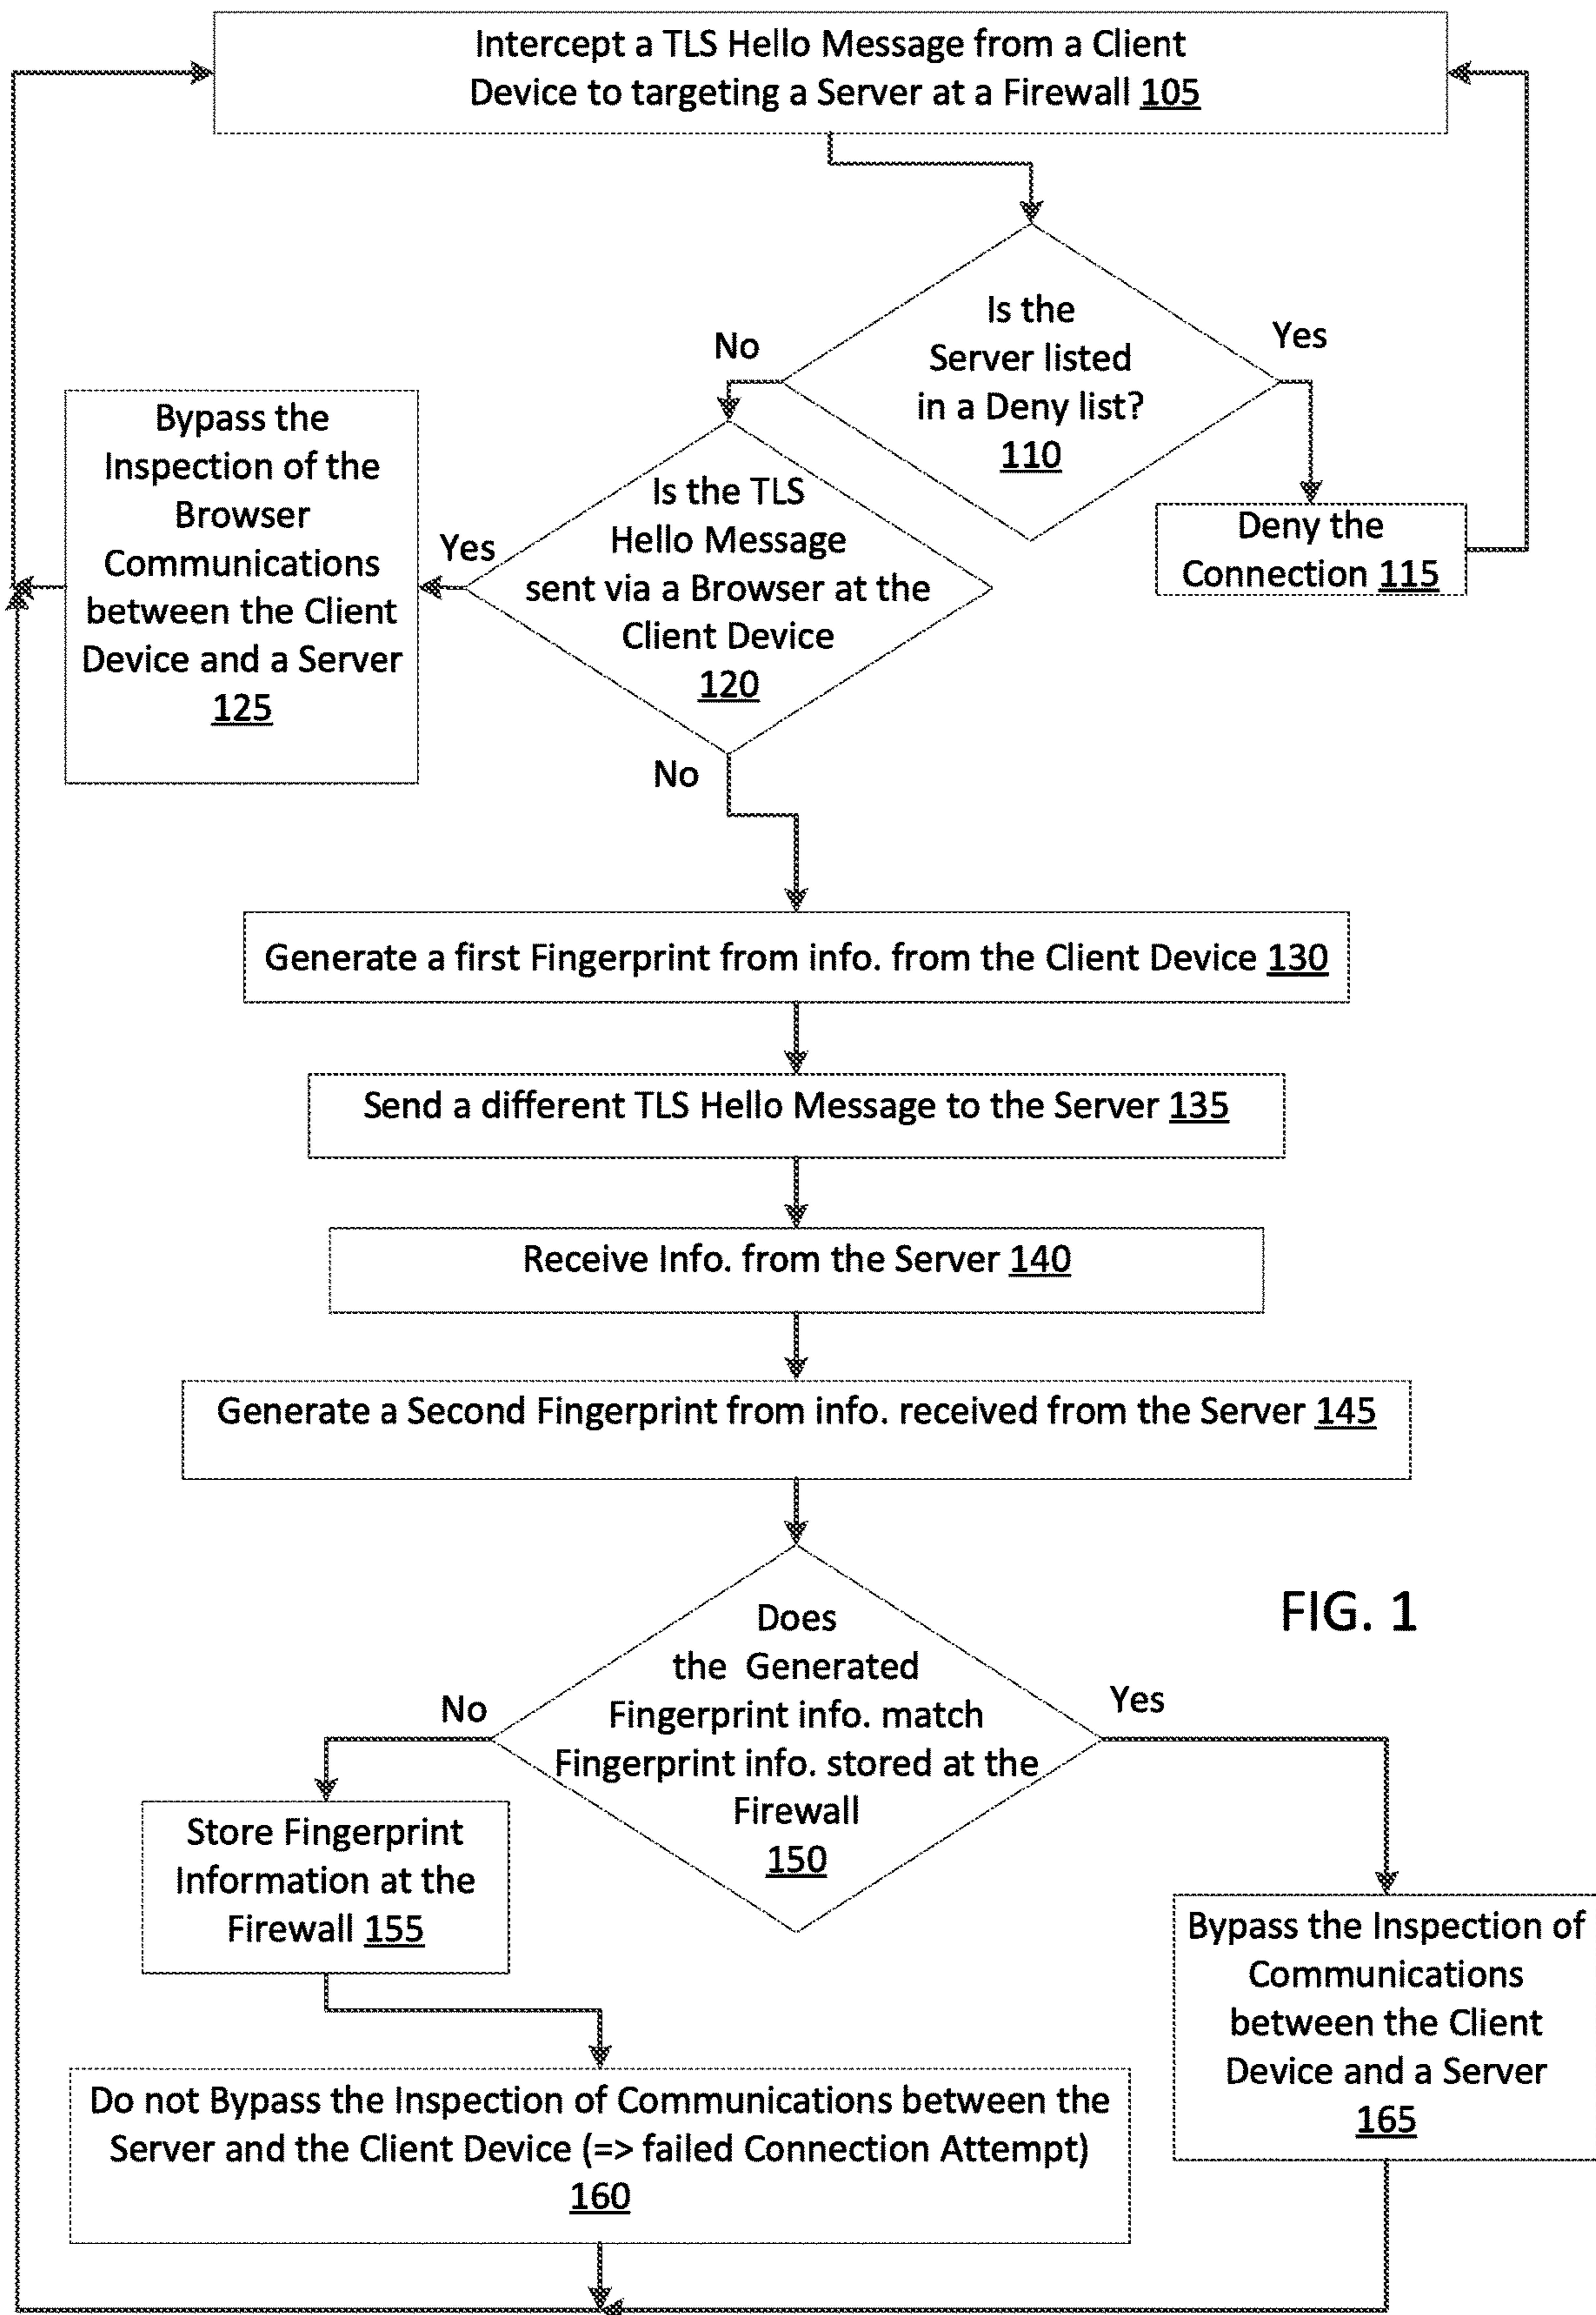 Intercept a TLS Hello Message from a Client
Device to targeting a Server at a Firewall 105
Is the
Server listed
in a Deny list?
110
No
Yes
Deny the
Connection 115
Is the TLS
Hello Message
sent via a Browser at the
Client Device
120
Yes
No
Bypass the
Inspection of the
Browser
Communications
between the Client
Device and a Server
125
Generate a first Fingerprint from info. from the Client Device 130
Send a different TLS Hello Message to the Server 135
Receive Info. from the Server 140
Generate a Second Fingerprint from info. received from the Server 145
FIG. 1
Does
the Generated
Fingerprint info. match
Fingerprint info. stored at the
Firewall
150
No
Yes
Store Fingerprint
Information at the
Firewall 155
Do not Bypass the Inspection of Communications between the
Server and the Client Device (=> failed Connection Attempt)
160
Bypass the Inspection of
Communications
between the Client
Device and a Server
165